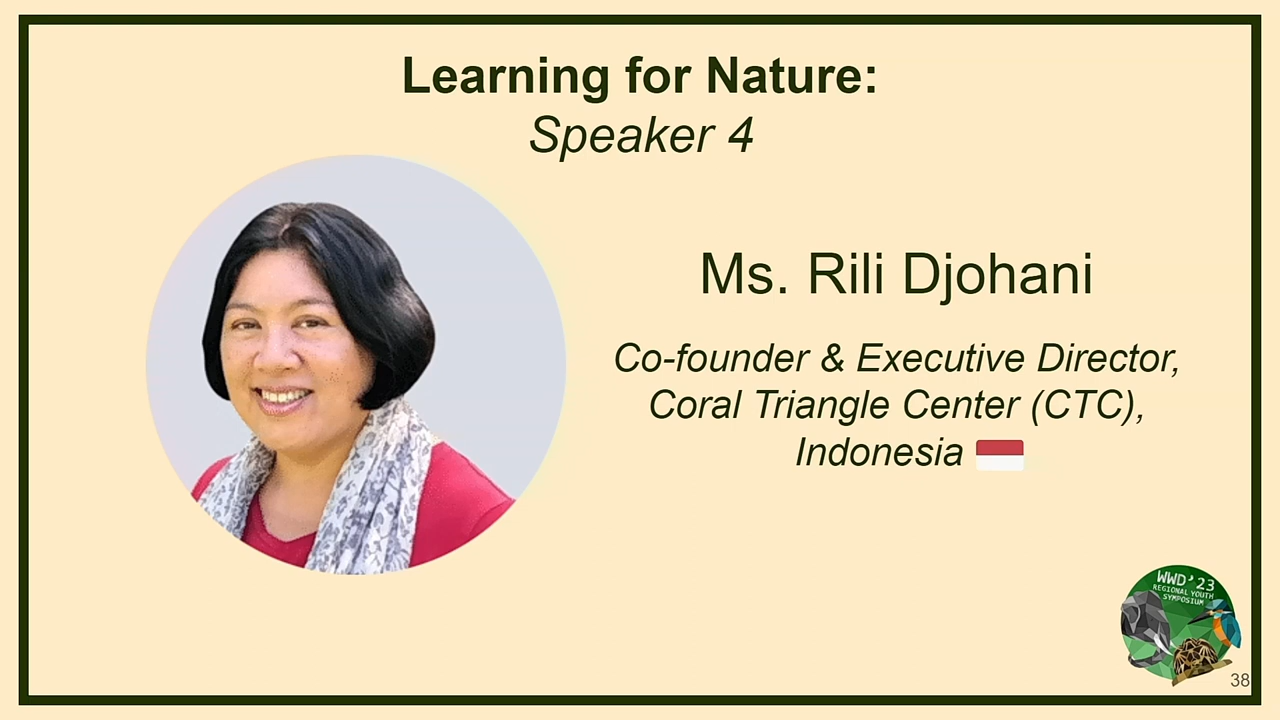 Learning for Nature:
Speaker 4
Ms. Rili Djohani
Co-founder & Executive Director,
Coral Triangle Center (CTC),
Indonesia
WWD'23
REGIONAL YOUTH
SYMPOSIUM
38